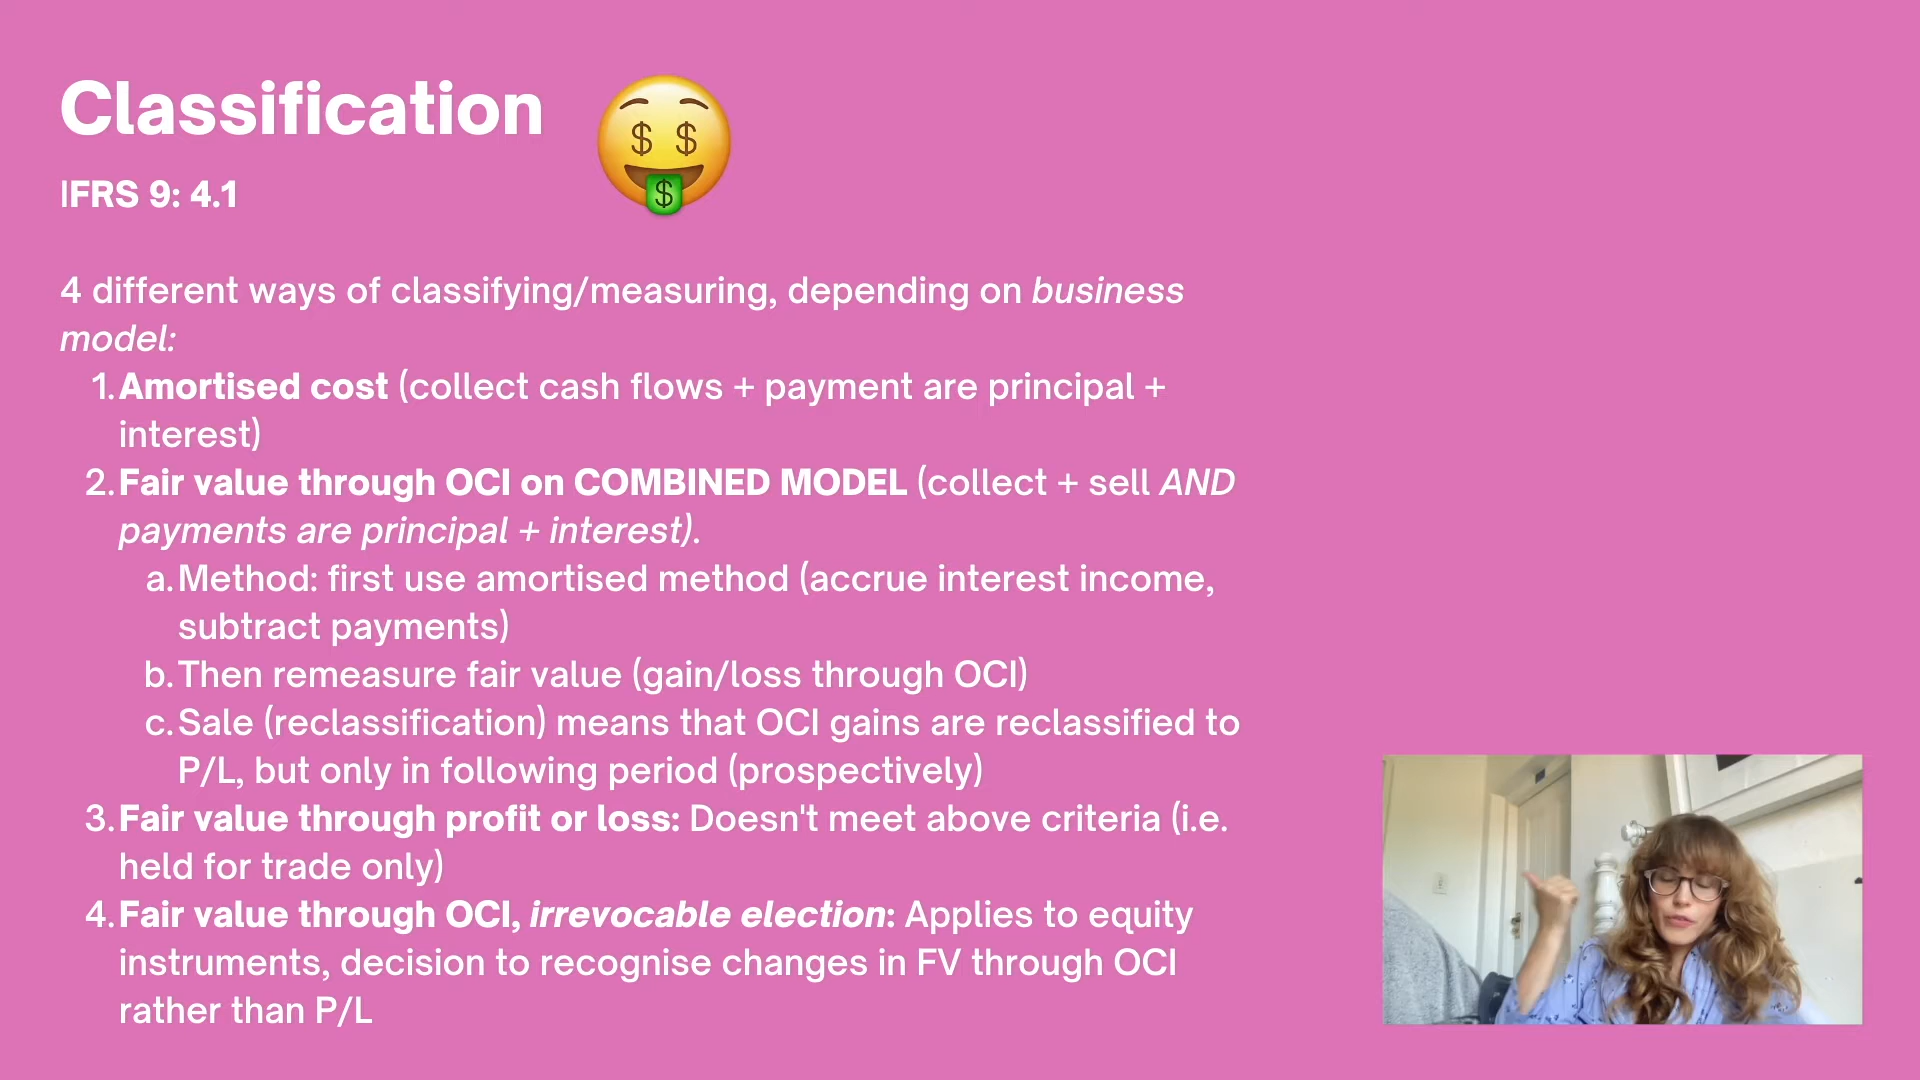 Classification
IFRS 9: 4.1
4 different ways of classifying/measuring, depending on business
model:
1. Amortised cost (collect cash flows + payment are principal +
interest)
2. Fair value through OCI on COMBINED MODEL (collect + sell AND
payments are principal + interest).
a. Method: first use amortised method (accrue interest income,
subtract payments)
b. Then remeasure fair value (gain/loss through OCI)
c. Sale (reclassification) means that OCI gains are reclassified to
P/L, but only in following period (prospectively)
3. Fair value through profit or loss: Doesn't meet above criteria (i.e.
held for trade only)
4. Fair value through OCI, irrevocable election: Applies to equity
instruments, decision to recognise changes in FV through OCI
rather than P/L